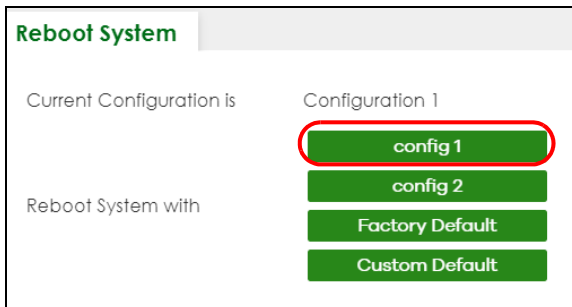 Reboot System
Current Configuration is Configuration 1
config 1
config 2
Reboot System with
Factory Default
Custom Default